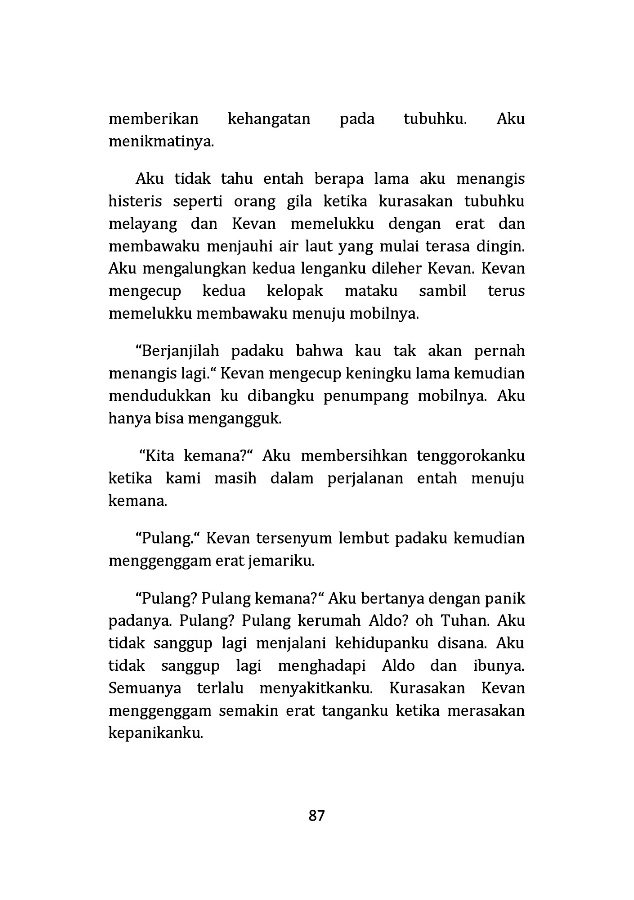 memberikan kehangatan pada tubuhku. Aku
menikmatinya.
Aku tidak tahu entah berapa lama aku menangis
histeris seperti orang gila ketika kurasakan tubuhku
melayang dan Kevan memelukku dengan erat dan
membawaku menjauhi air laut yang mulai terasa dingin.
Aku mengalungkan kedua lenganku dileher Kevan. Kevan
mengecup kedua kelopak mataku sambil terus
memelukku membawaku menuju mobilnya.
“Berjanjilah padaku bahwa kau tak akan pernah
menangis lagi.“ Kevan mengecup keningku lama kemudian
mendudukkan ku dibangku penumpang mobilnya. Aku
hanya bisa mengangguk.
“Kita kemana?“ Aku membersihkan tenggorokanku
ketika kami masih dalam perjalanan entah menuju
kemana.
“Pulang.“ Kevan tersenyum lembut padaku kemudian
menggenggam erat jemariku.
“Pulang? Pulang kemana?“ Aku bertanya dengan panik
padanya. Pulang? Pulang kerumah Aldo? oh Tuhan. Aku
tidak sanggup lagi menjalani kehidupanku disana. Aku
tidak sanggup lagi menghadapi Aldo dan ibunya.
Semuanya terlalu menyakitkanku. Kurasakan Kevan
menggenggam semakin erat tanganku ketika merasakan
kepanikanku.
87